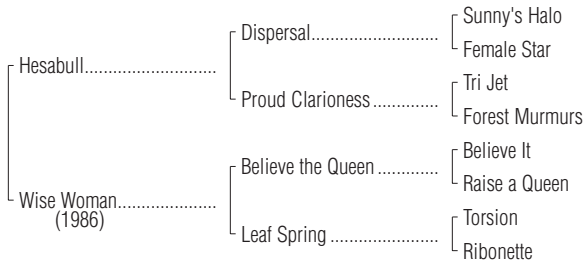 Sunny's Halo
Dispersal
Female Star
Hesabull
Tri Jet
Proud Clarioness
Forest Murmurs
Believe It
Believe the Queen
Raise a Queen
Wise Woman
(1986)
Torsion
Leaf Spring
Ribonette